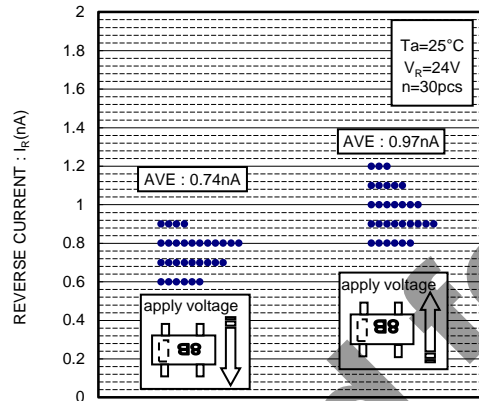 2
1.8
1.6
1.4
1.2
1
0.8
0.6
0.4
0.2
0
REVERSE CURRENT : IR(nA)
Ta=25°C
VR=24V
n=30pcs
AVE : 0.74nA
AVE : 0.97nA
apply voltage
8B
apply voltage
8B